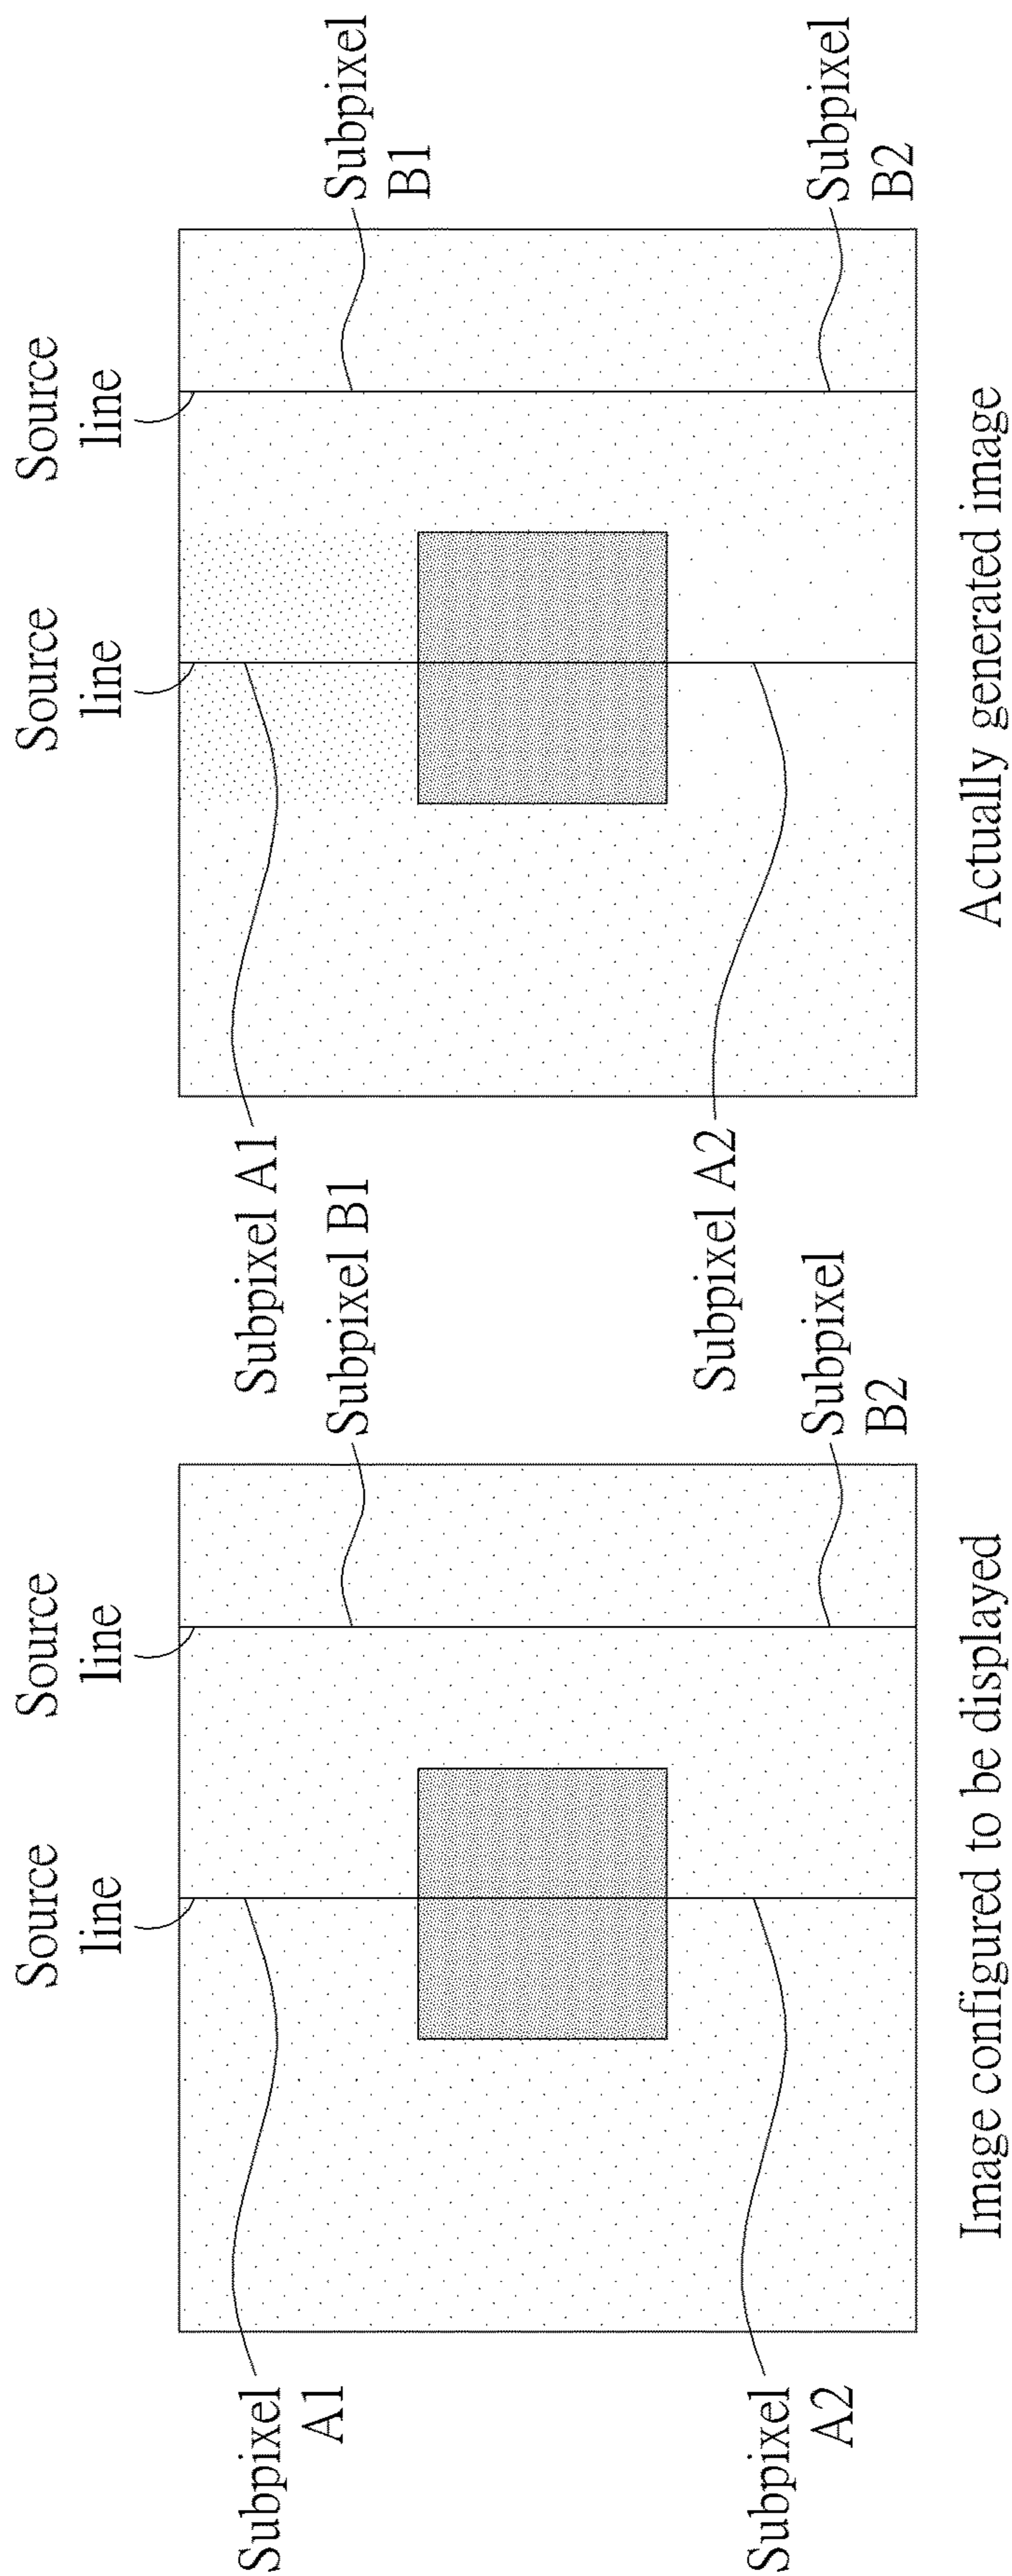 Source
line
Source
line
Subpixel
A1
Subpixel B1
Subpixel
A2
Subpixel
B2
Image configured to be displayed
Source
line
Source
line
Subpixel A1
Subpixel
B1
Subpixel A2
Subpixel
B2
Actually generated image